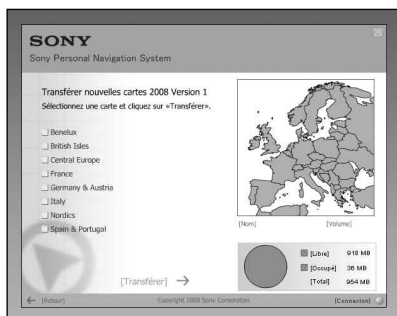 SONY
Sony Personal Navigation System
Transférer nouvelles cartes 2008 Version 1
Sélectionnez une carte et cliquez sur «Transférer».
Benelux
British Isles
Central Europe
France
Germany & Austria
Italy
Nordics
Spain & Portugal
[Nom] [Volume]
[Libre] 918 MB
[Occupé] 36 MB
[Total] 954 MB
[Transférer]
[Retour] Copyright 2008 Sony Corporation [Connexion]